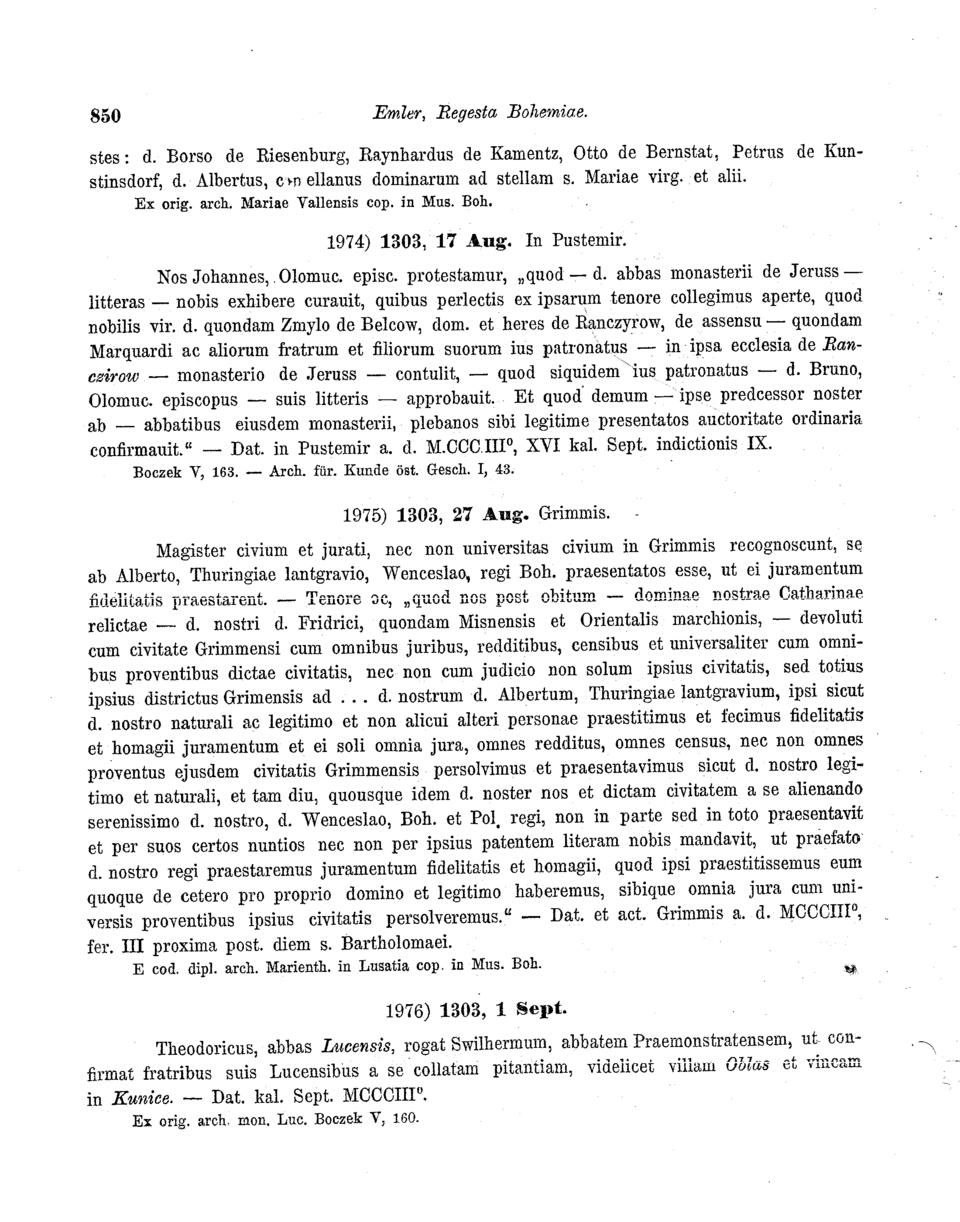 850 Emler, Regesta Bohemiae.
stes: d. Borso de Riesenburg, Raynhardus de Kamentz, Otto de Bernstat, Petrus de Kun-
stinsdorf, d. Albertus, ellanus dominarum ad stellam s. Mariae virg. et alii.
Ex orig. arch. Mariae Vallensis cop. in Mus. Boh.
1974) 1303, 17 Aug. In Pustemir.
Nos Johannes, Olomuc. episc. protestamur, „quod — d. abbas monasterii de Jeruss —
litteras — nobis exhibere curauit, quibus perlectis ex ipsarum tenore collegimus aperte, quod
nobilis vir. d. quondam Zmylo de Belcow, dom. et heres de Ranczyrow, de assensu — quondam
Marquardi ac aliorum fratrum et filiorum suorum ius patronatus — in ipsa ecclesia de Ran-
czirow — monasterio de Jeruss — contulit, — quod siquidem ius patronatus — d. Bruno,
Olomuc. episcopus — suis litteris — approbauit. Et quod demum — ipse predcessor noster
ab — abbatibus eiusdem monasterii, plebanos sibi legitime presentatos auctoritate ordinaria
confirmauit.“ — Dat. in Pustemir a. d. M.CCC.III⁰, XVI kal. Sept. indictionis IX.
Boczek V, 163. — Arch. für. Kunde öst. Gesch. I, 43.
1975) 1303, 27 Aug. Grimmis.
Magister civium et jurati, nec non universitas civium in Grimmis recognoscunt, se
ab Alberto, Thuringiae lantgravio, Wenceslao, regi Boh. praesentatos esse, ut ei juramentum
fidelitatis praestarent. — Tenore oc, „quod nos post obitum — dominae nostrae Catharinae
relictae — d. nostri d. Fridrici, quondam Misnensis et Orientalis marchionis, — devoluti
cum civitate Grimmensi cum omnibus juribus, redditibus, censibus et universaliter cum omni-
bus proventibus dictae civitatis, nec non cum judicio non solum ipsius civitatis, sed totius
ipsius districtus Grimensis ad . . . d. nostrum d. Albertum, Thuringiae lantgravium, ipsi sicut
d. nostro naturali ac legitimo et non alicui alteri personae praestitimus et fecimus fidelitatis
et homagii juramentum et ei soli omnia jura, omnes redditus, omnes census, nec non omnes
proventus ejusdem civitatis Grimmensis persolvimus et praesentavimus sicut d. nostro legi-
timo et naturali, et tam diu, quousque idem d. noster nos et dictam civitatem a se alienando
serenissimo d. nostro, d. Wenceslao, Boh. et Pol. regi, non in parte sed in toto praesentavit
et per suos certos nuntios nec non per ipsius patentem literam nobis mandavit, ut praefato
d. nostro regi praestaremus juramentum fidelitatis et homagii, quod ipsi praestitissemus eum
quoque de cetero pro proprio domino et legitimo haberemus, sibique omnia jura cum uni-
versis proventibus ipsius civitatis persolveremus.“ — Dat. et act. Grimmis a. d. MCCCIII⁰,
fer. III proxima post. diem s. Bartholomaei.
E cod. dipl. arch. Marienth. in Lusatia cop. in Mus. Boh.
1976) 1303, 1 Sept.
Theodoricus, abbas Lucensis, rogat Swilhermum, abbatem Praemonstratensem, ut con-
firmat fratribus suis Lucensibus a se collatam pitantiam, videlicet villam Oblas et vineam
in Kunice. — Dat. kal. Sept. MCCCIII⁰.
Ex orig. arch. mon. Luc. Boczek V, 160.